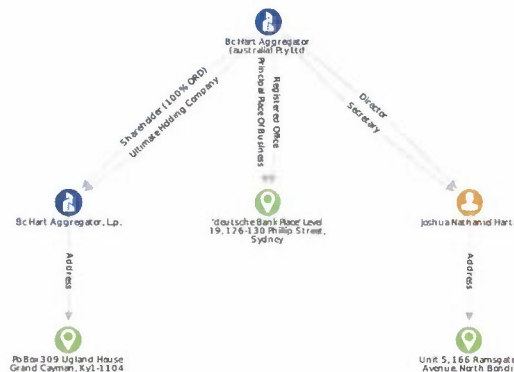 Bc Hart Aggregator
(australia) Pty Ltd
Shareholder (100% ORD)
Ultimate Holding Company
Registered Office
Principal Place Of Business
Director
Secretary
Bc Hart Aggregator, L.p.
'deutsche Bank Place' Level
19, 126-130 Phillip Street,
Sydney
Joshua Nathaniel Hart
Address
Address
Po Box 309 Ugland House
Grand Cayman, Ky1-1104
Unit 5, 166 Ramsgate
Avenue, North Bondi